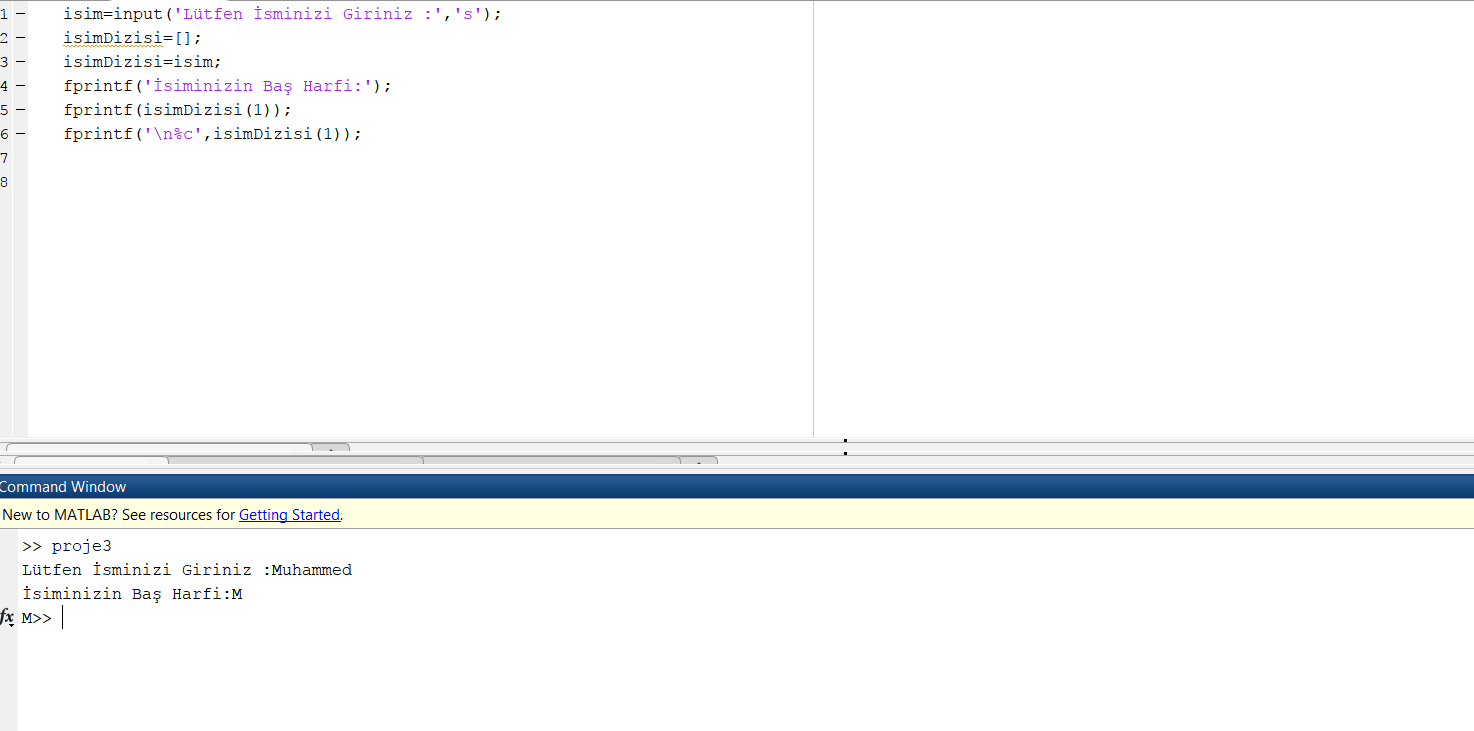 1 – isim=input('Lütfen İsminizi Giriniz :','s');
2 – isimDizisi=[];
3 – isimDizisi=isim;
4 – fprintf('İsiminizin Baş Harfi:');
5 – fprintf(isimDizisi(1));
6 – fprintf('\n%c',isimDizisi(1));
7
8
Command Window
New to MATLAB? See resources for Getting Started.
>> proje3
Lütfen İsminizi Giriniz :Muhammed
İsiminizin Baş Harfi:M
fx M>>